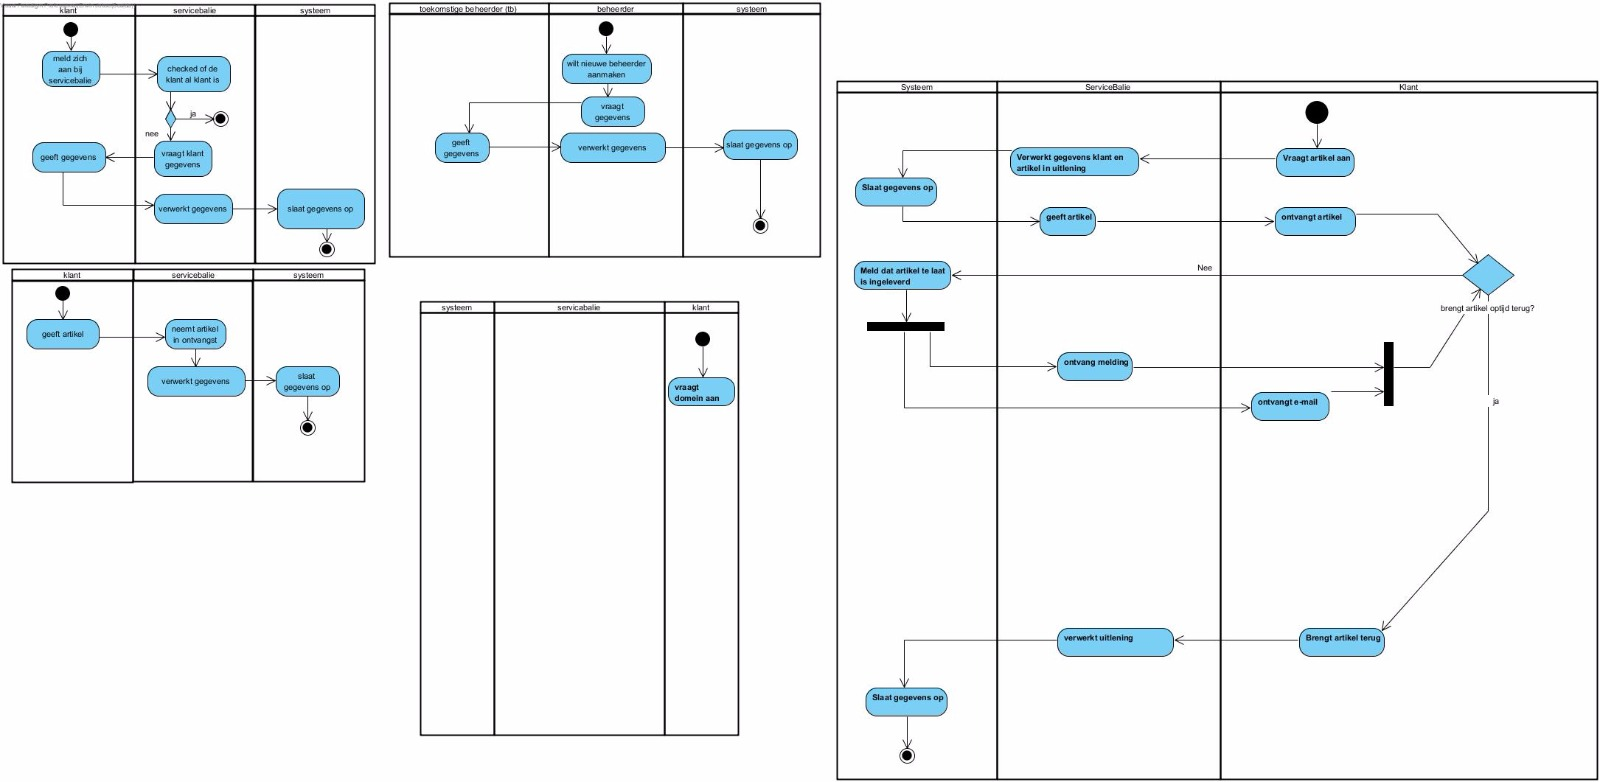 klant
servicebalie
systeem
meld zich
aan bij
servicebalie
checked of de
klant al klant is
ja
nee
geeft gegevens
vraagt klant
gegevens
verwerkt gegevens
slaat gegevens op
toekomstige beheerder (tb)
beheerder
systeem
wilt nieuwe beheerder
aanmaken
vraagt
gegevens
geeft
gegevens
verwerkt gegevens
slaat gegevens op
klant
servicebalie
systeem
geeft artikel
neemt artikel
in ontvangst
verwerkt gegevens
slaat
gegevens op
systeem
servicabalie
klant
vraagt
domein aan
Systeem
ServiceBalie
Klant
Vraagt artikel aan
Verwerkt gegevens klant en
artikel in uitlening
Slaat gegevens op
geeft artikel
ontvangt artikel
Meld dat artikel te laat
is ingeleverd
Nee
brengt artikel optijd terug?
ontvang melding
ontvangt e-mail
ja
Brengt artikel terug
verwerkt uitlening
Slaat gegevens op